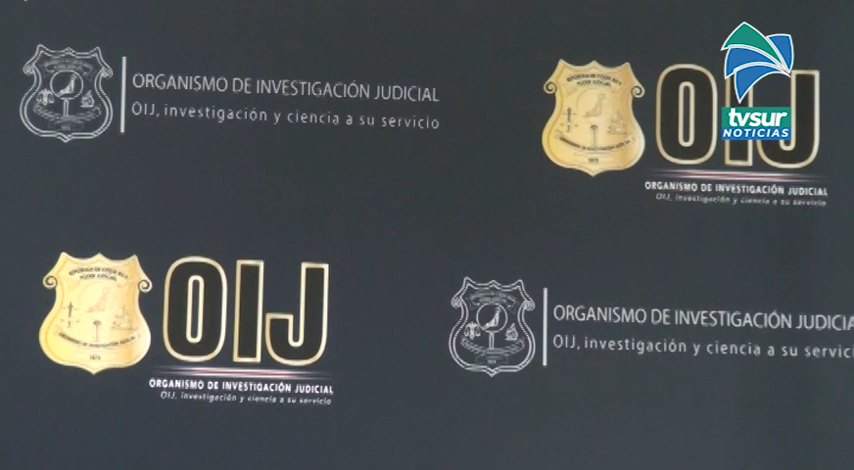 ORGANISMO DE INVESTIGACIÓN JUDICIAL
OIJ, investigación y ciencia a su servicio
OIJ
ORGANISMO DE INVESTIGACIÓN JUDICIAL
OIJ, investigación y ciencia a su servicio
tvsur
NOTICIAS
OIJ
ORGANISMO DE INVESTIGACIÓN JUDICIAL
OIJ, investigación y ciencia a su servicio
ORGANISMO DE INVESTIGACIÓN JUDICIA
OIJ, investigación y ciencia a su servici